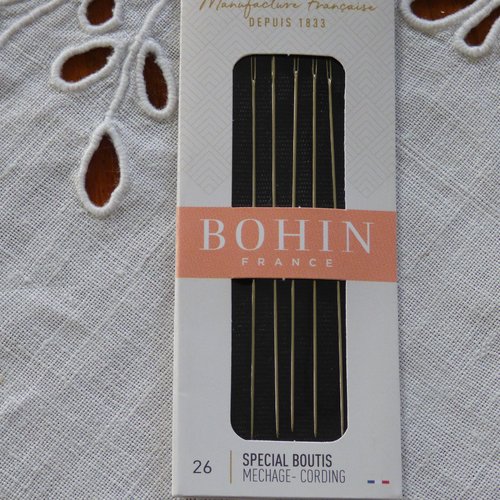 Manufacture Française
DEPUIS 1833
BOHIN
FRANCE
26
SPECIAL BOUTIS
MECHAGE- CORDING